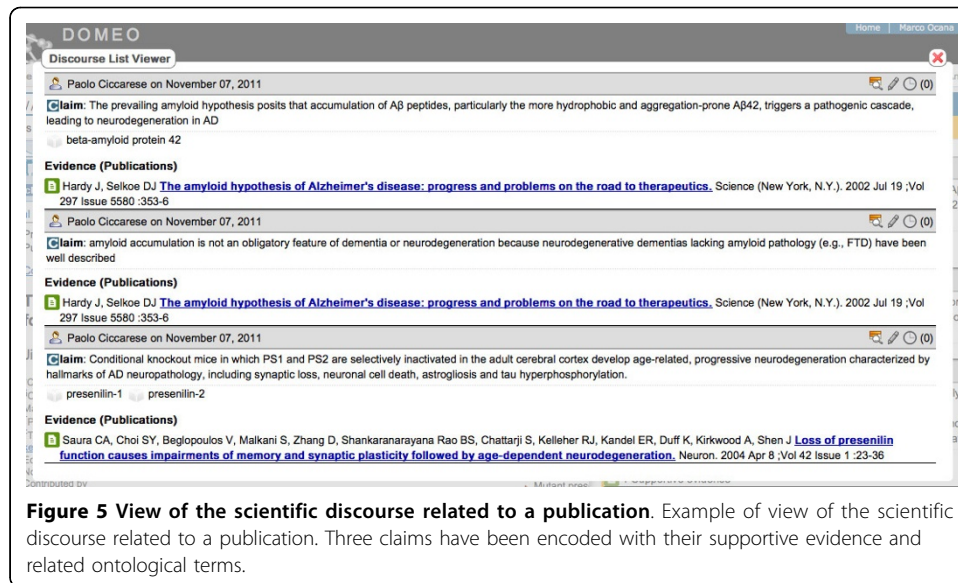 DOMEO
Home | Marco Ocana
Discourse List Viewer
Paolo Ciccarese on November 07, 2011 (0)
Claim: The prevailing amyloid hypothesis posits that accumulation of Aβ peptides, particularly the more hydrophobic and aggregation-prone Aβ42, triggers a pathogenic cascade,
leading to neurodegeneration in AD
beta-amyloid protein 42
Evidence (Publications)
Hardy J, Selkoe DJ The amyloid hypothesis of Alzheimer's disease: progress and problems on the road to therapeutics. Science (New York, N.Y.). 2002 Jul 19 ;Vol
297 Issue 5580 :353-6
Paolo Ciccarese on November 07, 2011 (0)
Claim: amyloid accumulation is not an obligatory feature of dementia or neurodegeneration because neurodegenerative dementias lacking amyloid pathology (e.g., FTD) have been
well described
Evidence (Publications)
Hardy J, Selkoe DJ The amyloid hypothesis of Alzheimer's disease: progress and problems on the road to therapeutics. Science (New York, N.Y.). 2002 Jul 19 ;Vol
297 Issue 5580 :353-6
Paolo Ciccarese on November 07, 2011 (0)
Claim: Conditional knockout mice in which PS1 and PS2 are selectively inactivated in the adult cerebral cortex develop age-related, progressive neurodegeneration characterized by
hallmarks of AD neuropathology, including synaptic loss, neuronal cell death, astrogliosis and tau hyperphosphorylation.
presenilin-1 presenilin-2
Evidence (Publications)
Saura CA, Choi SY, Beglopoulos V, Malkani S, Zhang D, Shankaranarayana Rao BS, Chattarji S, Kelleher RJ, Kandel ER, Duff K, Kirkwood A, Shen J Loss of presenilin
function causes impairments of memory and synaptic plasticity followed by age-dependent neurodegeneration. Neuron. 2004 Apr 8 ;Vol 42 Issue 1 :23-36
Figure 5 View of the scientific discourse related to a publication. Example of view of the scientific
discourse related to a publication. Three claims have been encoded with their supportive evidence and
related ontological terms.